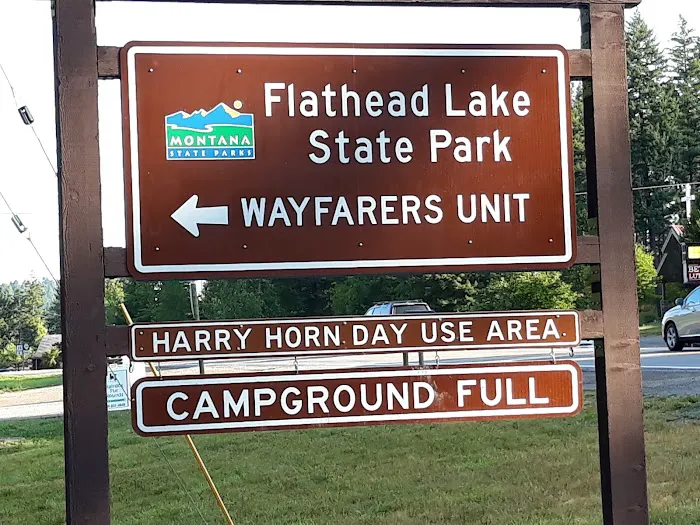 Flathead Lake
State Park
MONTANA
STATE PARKS
WAYFARERS UNIT
HARRY HORN DAY USE AREA
CAMPGROUND FULL